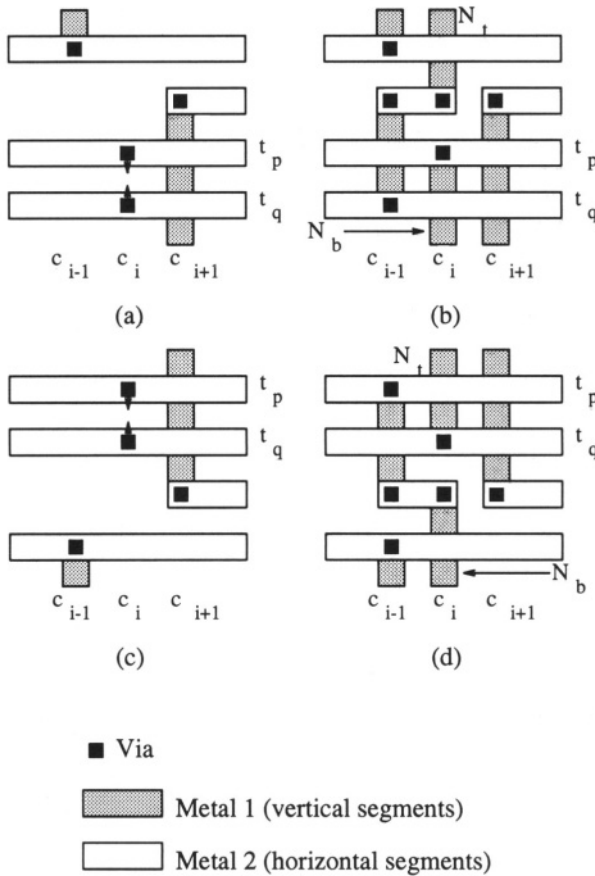 N t
t p
t p
t q
t q
N b
c i-1 c i c i+1
c i-1 c i c i+1
(a)
(b)
N t
t p
t p
t q
t q
N b
c i-1 c i c i+1
c i-1 c i c i+1
(c)
(d)
Via
Metal 1 (vertical segments)
Metal 2 (horizontal segments)